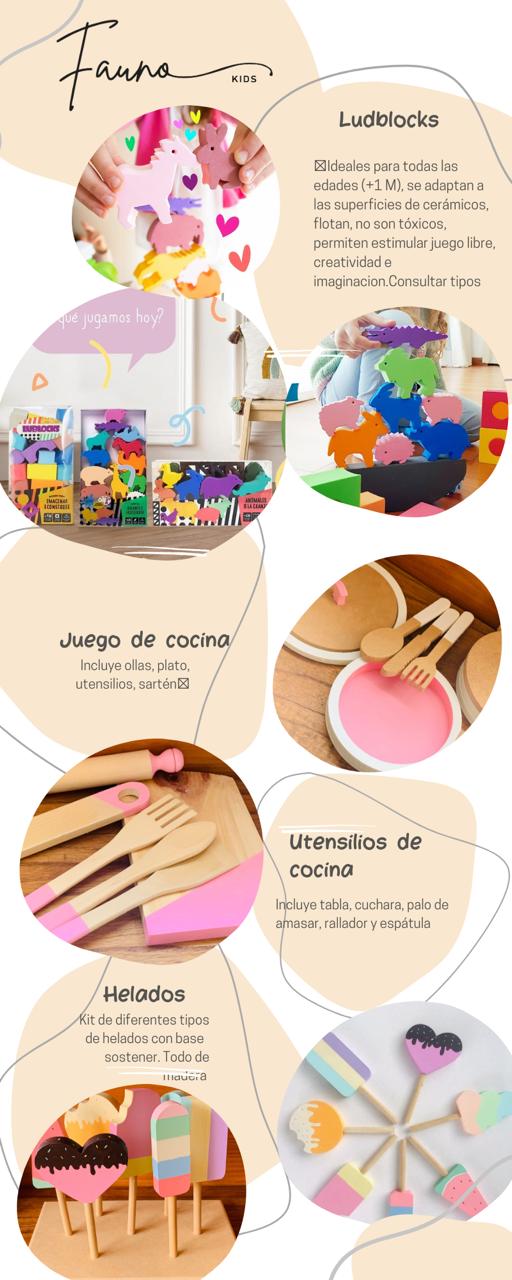 Fauno
KIDS
Ludblocks
Ideales para todas las
edades (+1 M), se adaptan a
las superficies de cerámicos,
flotan, no son tóxicos,
permiten estimular juego libre,
creatividad e
imaginacion.Consultar tipos
qué jugamos hoy?
LUDBLOCKS
IMAGINAR
& CONSTRUIR
ANIMALES
Juego de cocina
Incluye ollas, plato,
utensilios, sartén
Utensilios de
cocina
Incluye tabla, cuchara, palo de
amasar, rallador y espátula
Helados
Kit de diferentes tipos
de helados con base
sostener. Todo de
madera